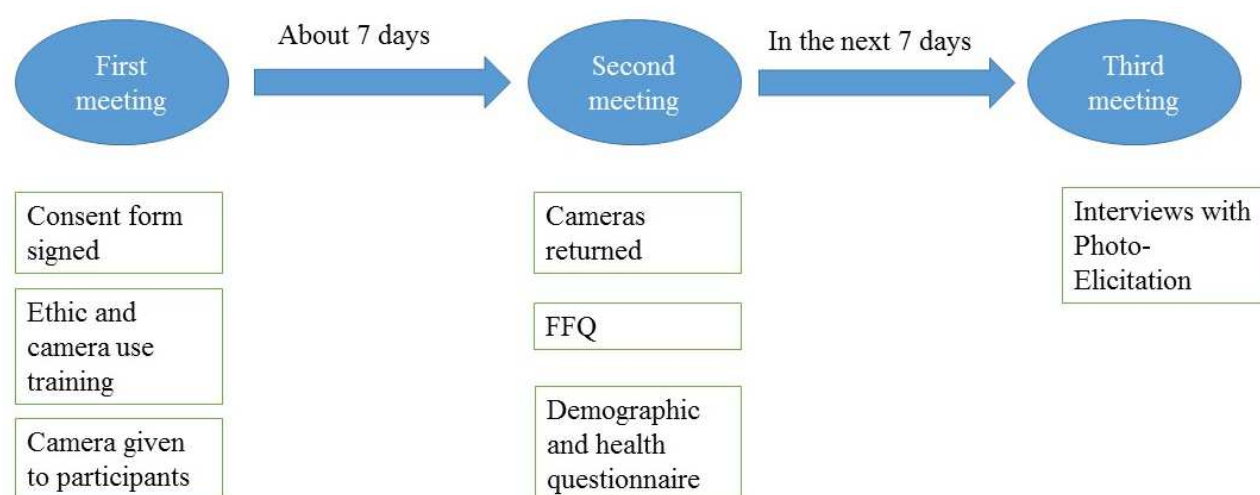 First
meeting
About 7 days
Second
meeting
In the next 7 days
Third
meeting
Consent form
signed
Ethic and
camera use
training
Camera given
to participants
Cameras
returned
FFQ
Demographic
and health
questionnaire
Interviews with
Photo-
Elicitation